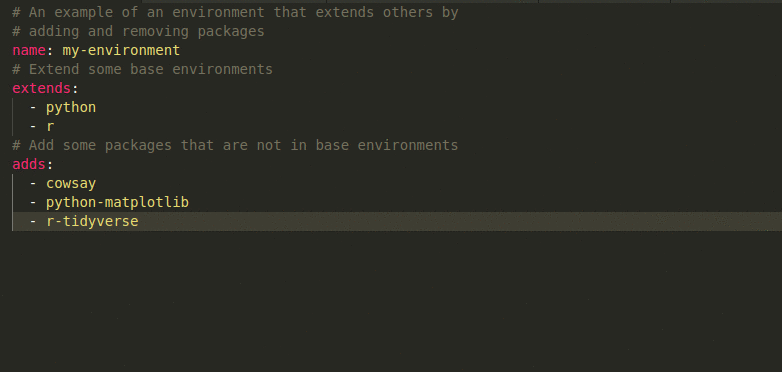 # An example of an environment that extends others by
# adding and removing packages
name: my-environment
# Extend some base environments
extends:
  - python
  - r
# Add some packages that are not in base environments
adds:
  - cowsay
  - python-matplotlib
  - r-tidyverse